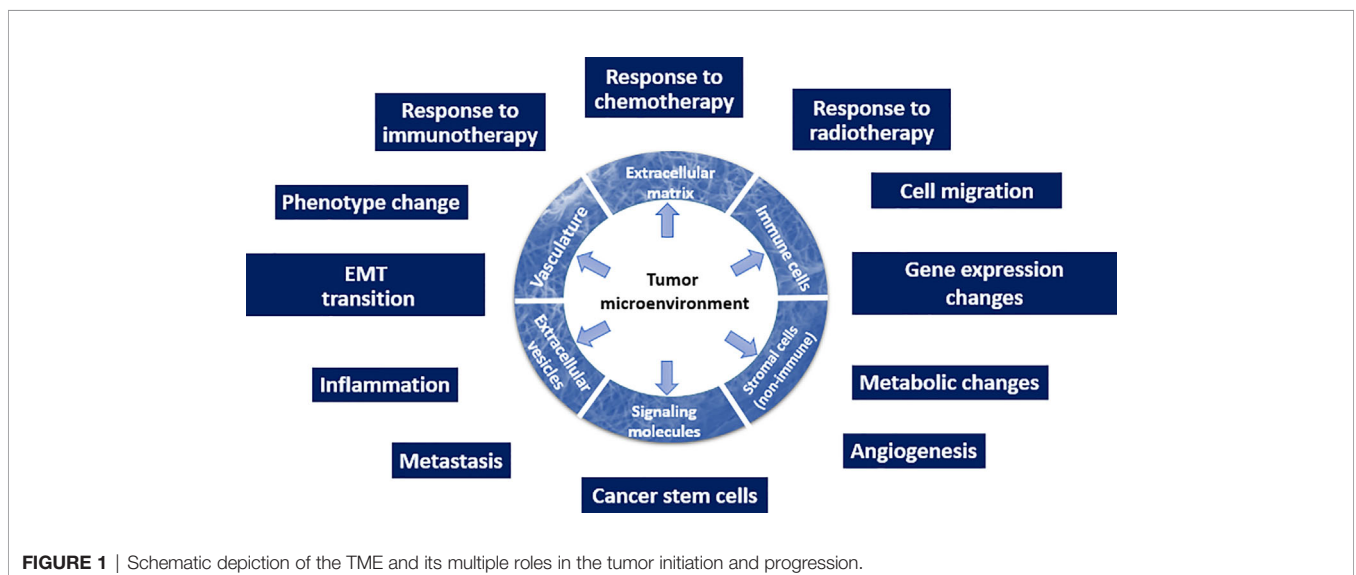 Response to
chemotherapy
Response to
immunotherapy
Response to
radiotherapy
Phenotype change
Cell migration
EMT
transition
Gene expression
changes
Inflammation
Metabolic changes
Metastasis
Angiogenesis
Cancer stem cells
Extracellular
matrix
Immune cells
Stromal cells
(non-immune)
Signaling
molecules
Extracellular
vesicles
Vasculature
Tumor
microenvironment
FIGURE 1 | Schematic depiction of the TME and its multiple roles in the tumor initiation and progression.